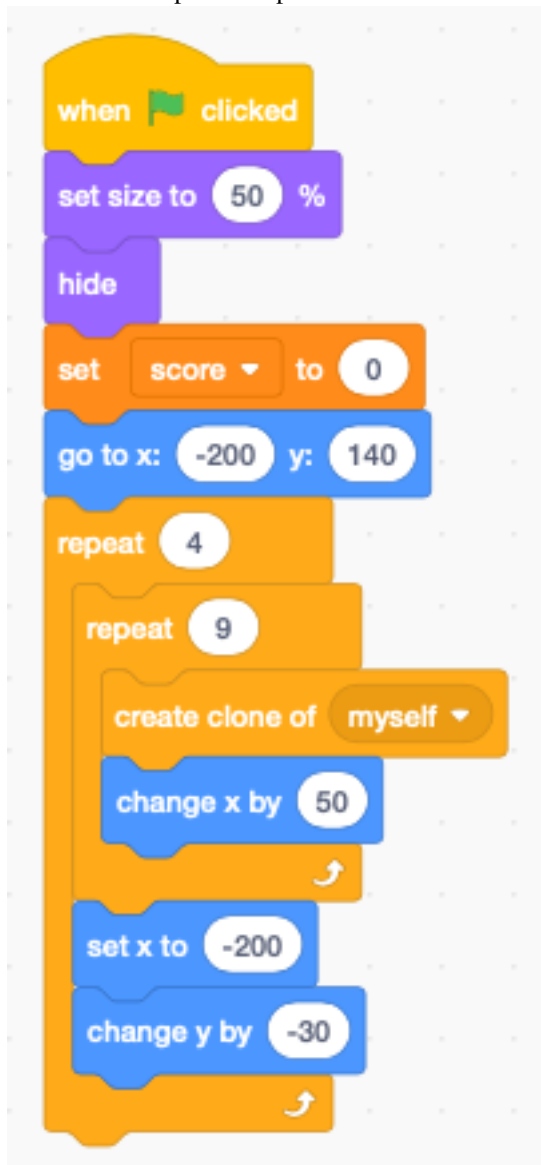 when clicked
set size to 50 %
hide
set score to 0
go to x: -200 y: 140
repeat 4
repeat 9
create clone of myself
change x by 50
set x to -200
change y by -30